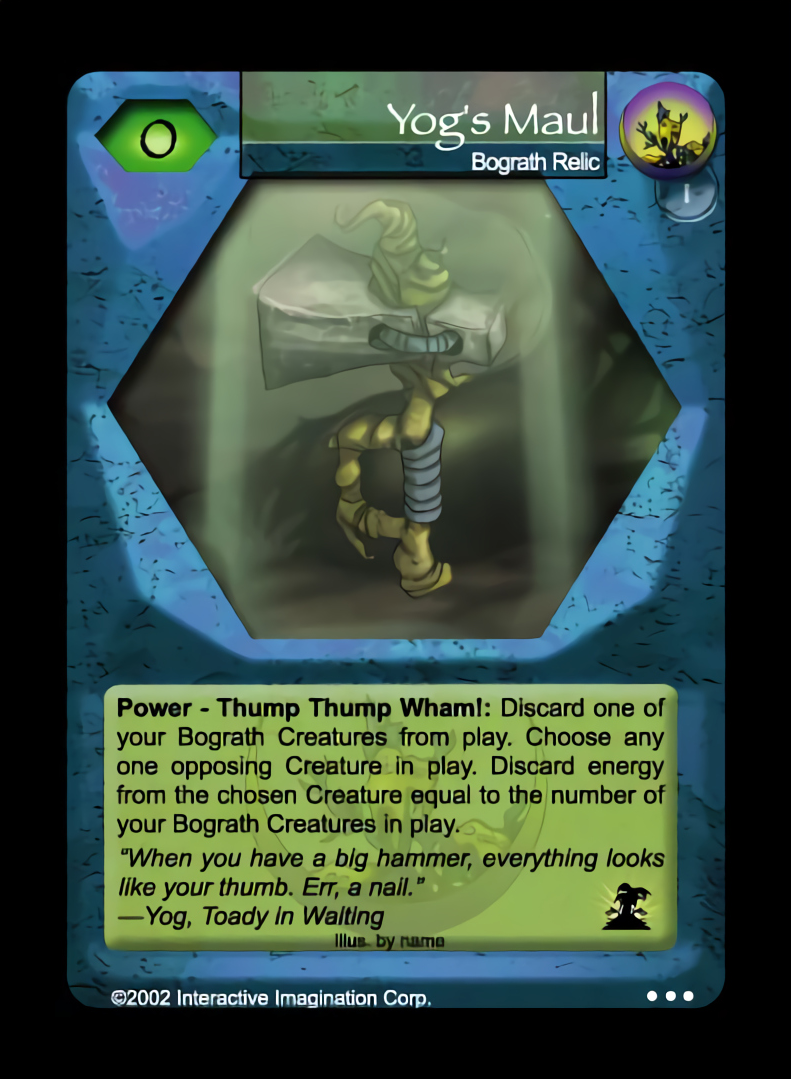 0
Yog's Maul
Bograth Relic
1
Power - Thump Thump Wham!: Discard one of
your Bograth Creatures from play. Choose any
one opposing Creature in play. Discard energy
from the chosen Creature equal to the number of
your Bograth Creatures in play.
"When you have a big hammer, everything looks
like your thumb. Err, a nail."
—Yog, Toady in Waiting
Illus. by name
©2002 Interactive Imagination Corp.